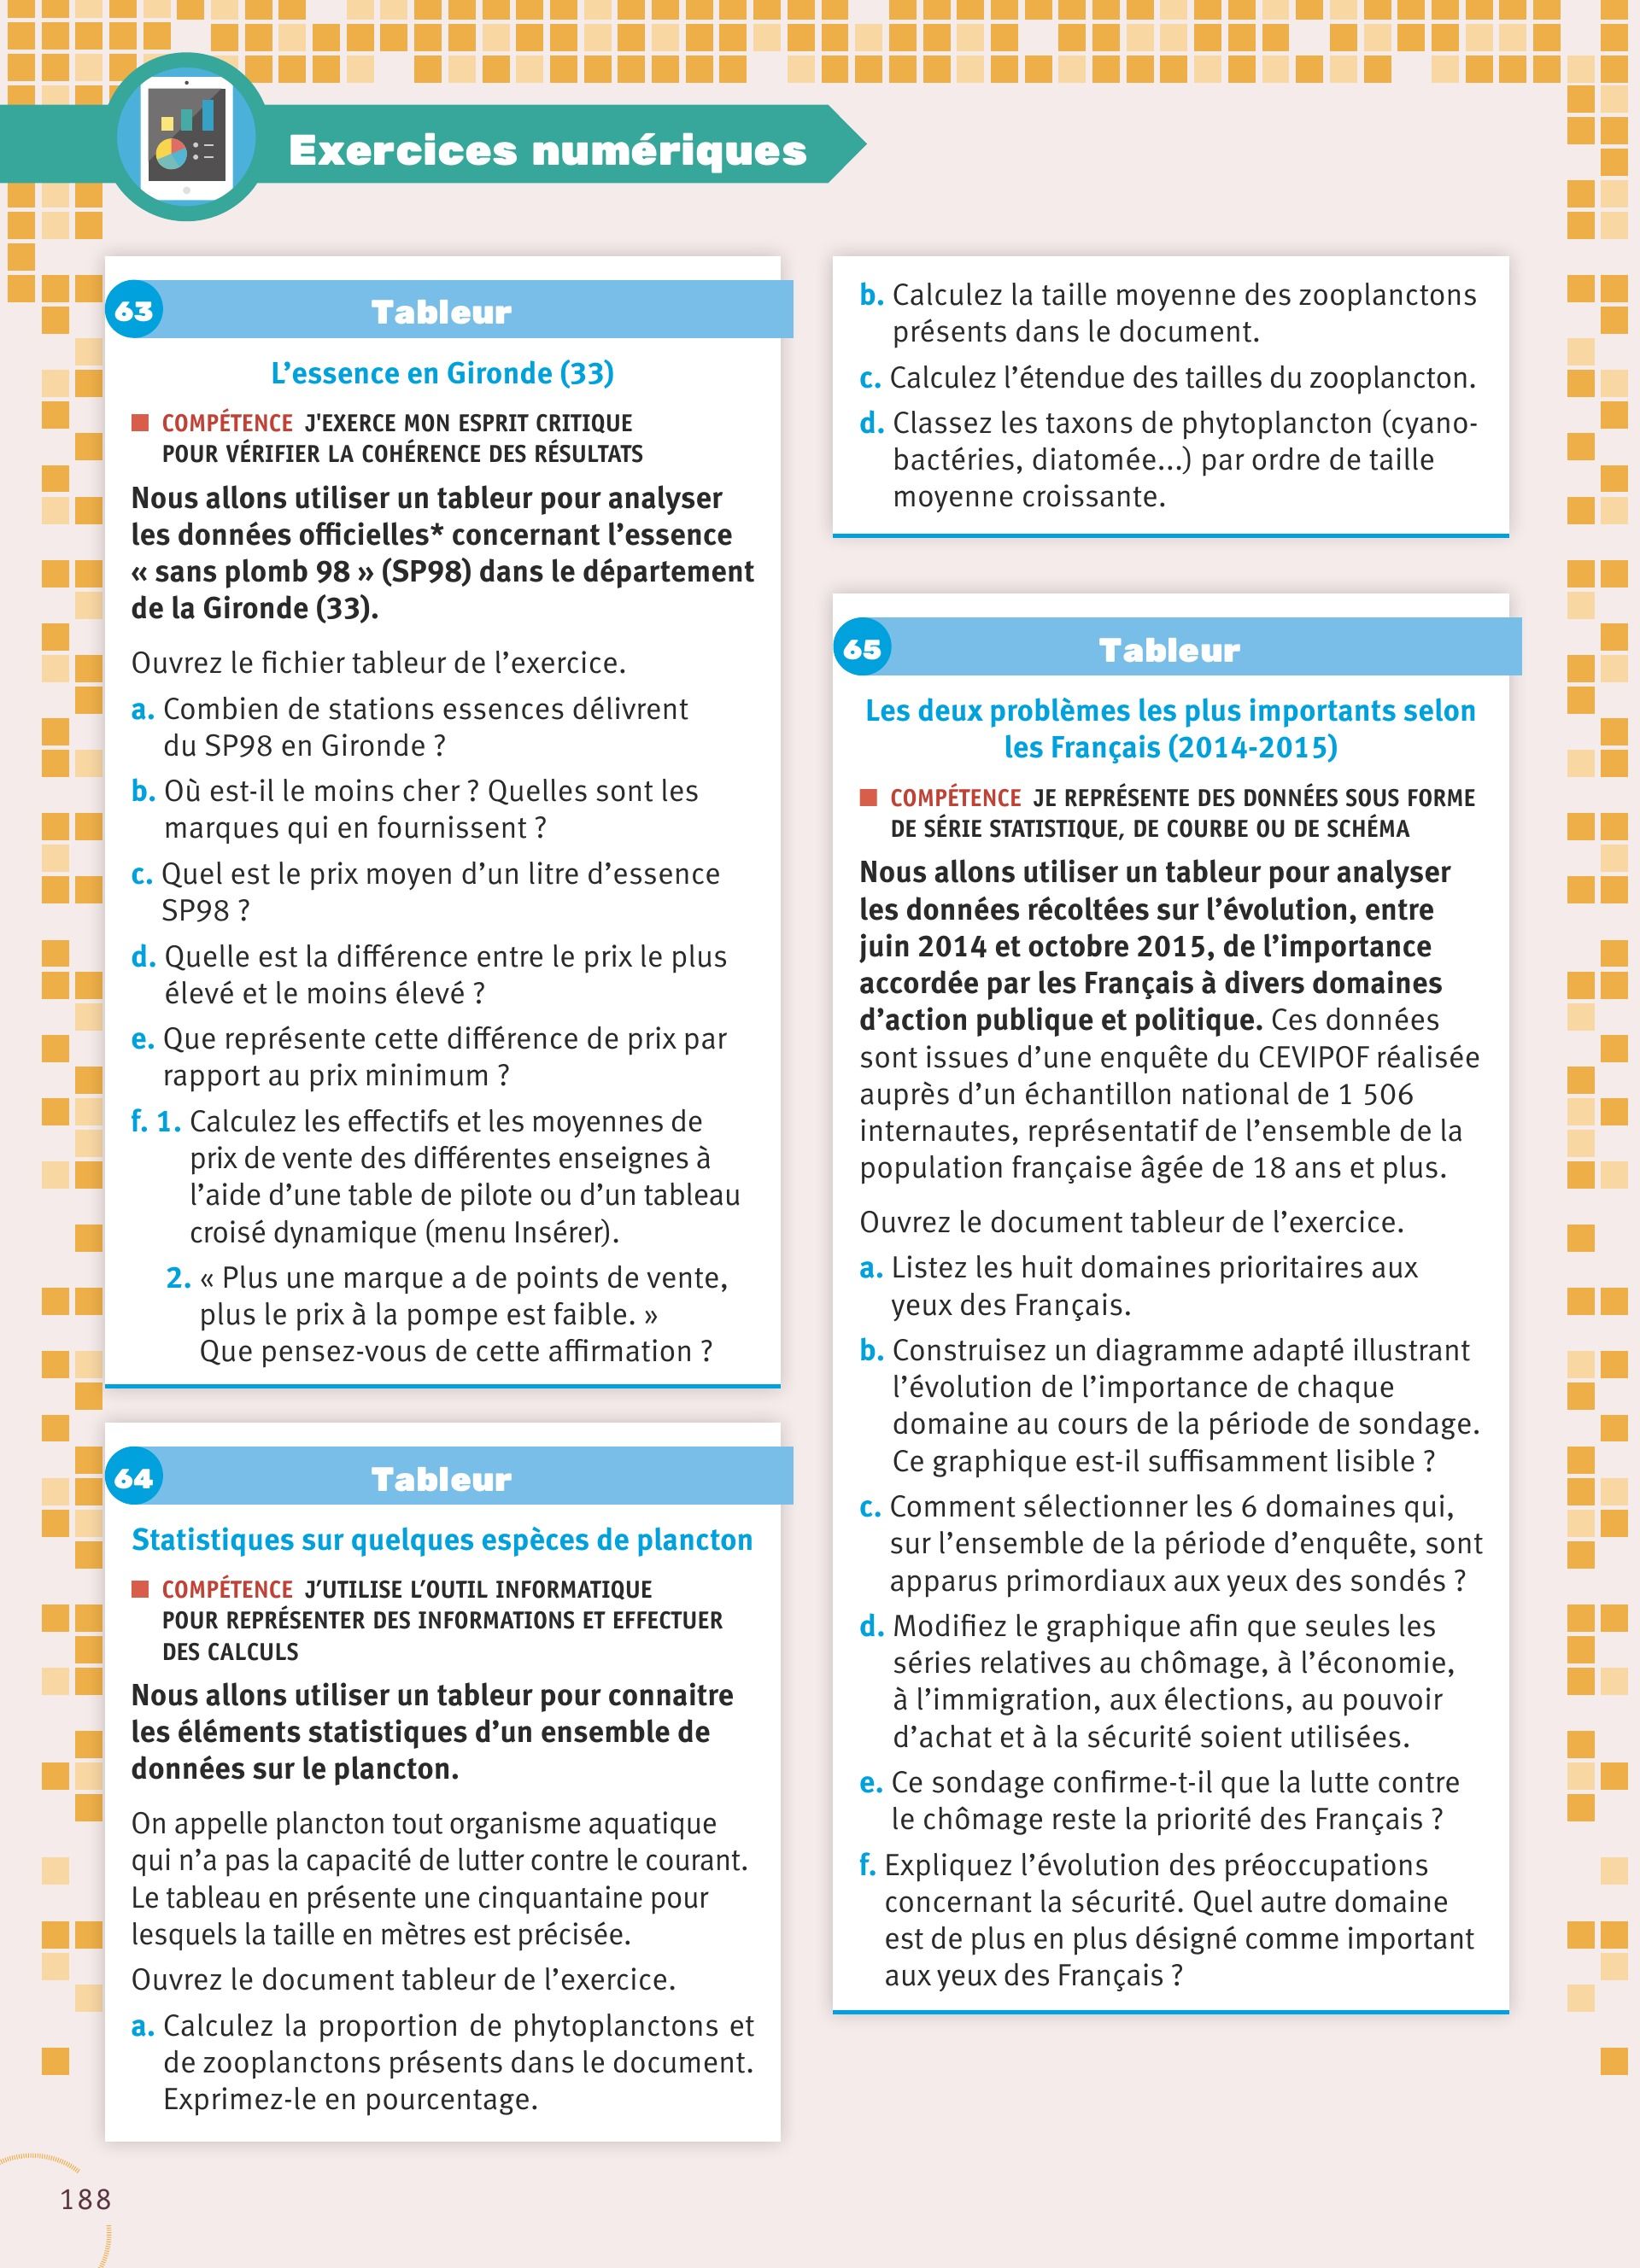 Exercices numériques
63
Tableur
L’essence en Gironde (33)
COMPÉTENCE J'EXERCE MON ESPRIT CRITIQUE
POUR VÉRIFIER LA COHÉRENCE DES RÉSULTATS
Nous allons utiliser un tableur pour analyser
les données officielles* concernant l’essence
« sans plomb 98 » (SP98) dans le département
de la Gironde (33).
Ouvrez le fichier tableur de l’exercice.
a. Combien de stations essences délivrent
du SP98 en Gironde ?
b. Où est-il le moins cher ? Quelles sont les
marques qui en fournissent ?
c. Quel est le prix moyen d’un litre d’essence
SP98 ?
d. Quelle est la différence entre le prix le plus
élevé et le moins élevé ?
e. Que représente cette différence de prix par
rapport au prix minimum ?
f. 1. Calculez les effectifs et les moyennes de
prix de vente des différentes enseignes à
l’aide d’une table de pilote ou d’un tableau
croisé dynamique (menu Insérer).
2. « Plus une marque a de points de vente,
plus le prix à la pompe est faible. »
Que pensez-vous de cette affirmation ?
64
Tableur
Statistiques sur quelques espèces de plancton
COMPÉTENCE J’UTILISE L’OUTIL INFORMATIQUE
POUR REPRÉSENTER DES INFORMATIONS ET EFFECTUER
DES CALCULS
Nous allons utiliser un tableur pour connaitre
les éléments statistiques d’un ensemble de
données sur le plancton.
On appelle plancton tout organisme aquatique
qui n’a pas la capacité de lutter contre le courant.
Le tableau en présente une cinquantaine pour
lesquels la taille en mètres est précisée.
Ouvrez le document tableur de l’exercice.
a. Calculez la proportion de phytoplanctons et
de zooplanctons présents dans le document.
Exprimez-le en pourcentage.
b. Calculez la taille moyenne des zooplanctons
présents dans le document.
c. Calculez l’étendue des tailles du zooplancton.
d. Classez les taxons de phytoplancton (cyano-
bactéries, diatomée...) par ordre de taille
moyenne croissante.
65
Tableur
Les deux problèmes les plus importants selon
les Français (2014-2015)
COMPÉTENCE JE REPRÉSENTE DES DONNÉES SOUS FORME
DE SÉRIE STATISTIQUE, DE COURBE OU DE SCHÉMA
Nous allons utiliser un tableur pour analyser
les données récoltées sur l’évolution, entre
juin 2014 et octobre 2015, de l’importance
accordée par les Français à divers domaines
d’action publique et politique. Ces données
sont issues d’une enquête du CEVIPOF réalisée
auprès d’un échantillon national de 1 506
internautes, représentatif de l’ensemble de la
population française âgée de 18 ans et plus.
Ouvrez le document tableur de l’exercice.
a. Listez les huit domaines prioritaires aux
yeux des Français.
b. Construisez un diagramme adapté illustrant
l’évolution de l’importance de chaque
domaine au cours de la période de sondage.
Ce graphique est-il suffisamment lisible ?
c. Comment sélectionner les 6 domaines qui,
sur l’ensemble de la période d’enquête, sont
apparus primordiaux aux yeux des sondés ?
d. Modifiez le graphique afin que seules les
séries relatives au chômage, à l’économie,
à l’immigration, aux élections, au pouvoir
d’achat et à la sécurité soient utilisées.
e. Ce sondage confirme-t-il que la lutte contre
le chômage reste la priorité des Français ?
f. Expliquez l’évolution des préoccupations
concernant la sécurité. Quel autre domaine
est de plus en plus désigné comme important
aux yeux des Français ?
188